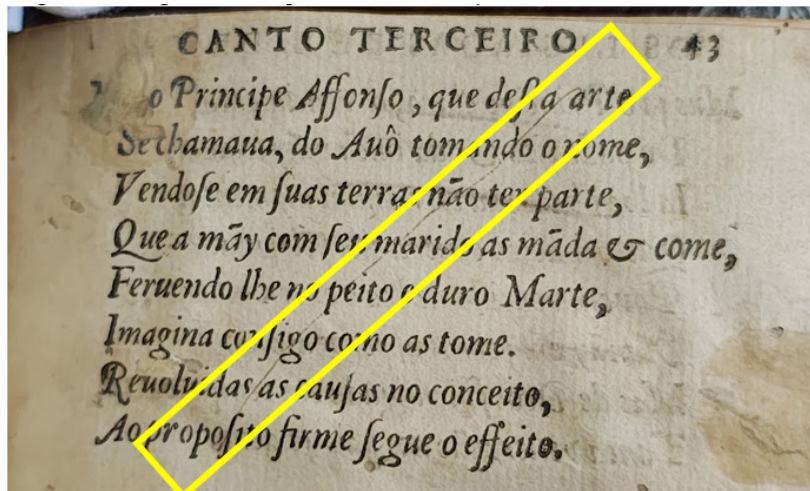 CANTO TERCEIRO 43
o Principe Affonſo, que deſta arte
Se chamaua, do Auô tomando o nome,
Vendoſe em ſuas terras não ter parte,
Que a mãy com ſeu marido as mãda & come,
Feruendo lhe no peito o duro Marte,
Imagina conſigo como as tome.
Reuoluidas as cauſas no conceito,
Ao propoſito firme ſegue o effeito.